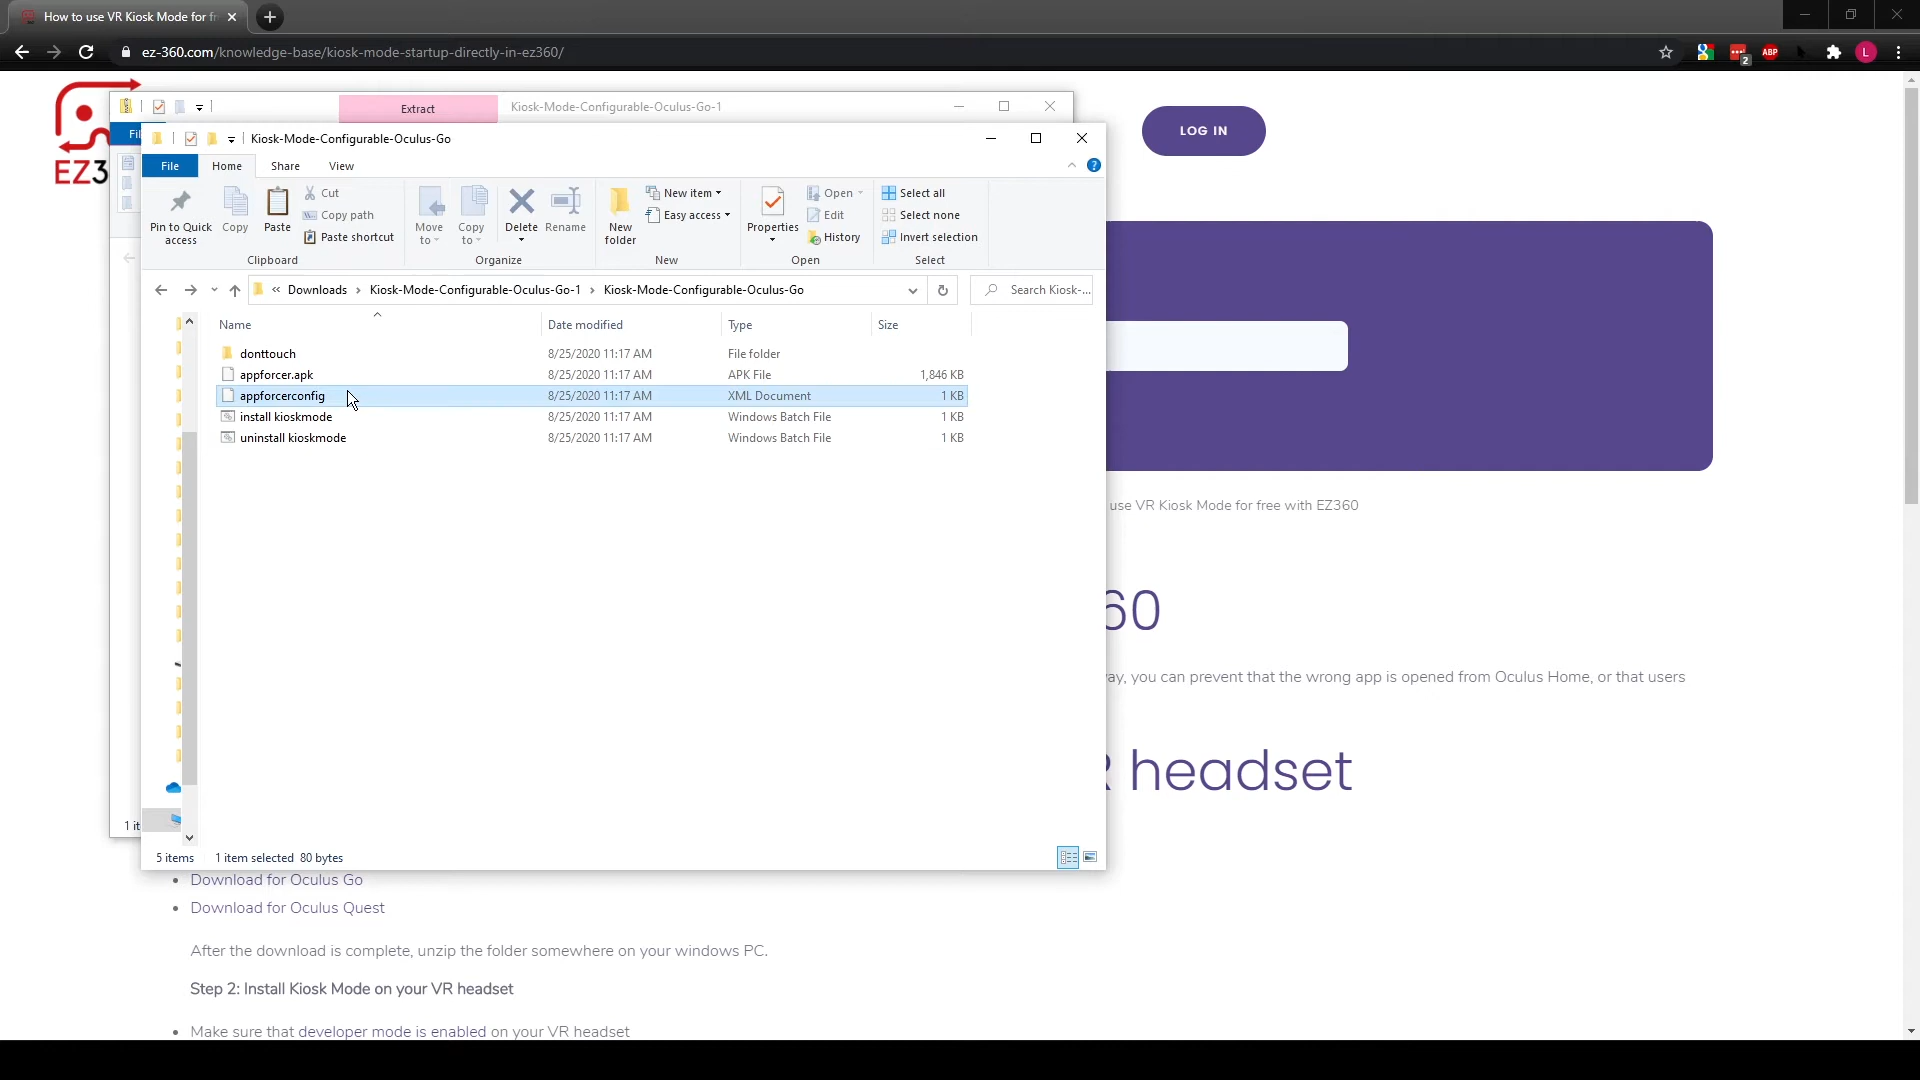 How to use VR Kiosk Mode for fr
ez-360.com/knowledge-base/kiosk-mode-startup-directly-in-ez360/
ABP
2
L
EZ3
Extract
Kiosk-Mode-Configurable-Oculus-Go-1
LOG IN
Fil
Kiosk-Mode-Configurable-Oculus-Go
File
Home
Share
View
Pin to Quick access
Copy
Paste
Cut
Copy path
Paste shortcut
Clipboard
Move to
Copy to
Delete
Rename
Organize
New folder
New item
Easy access
New
Properties
Open
Edit
History
Open
Select all
Select none
Invert selection
Select
« Downloads > Kiosk-Mode-Configurable-Oculus-Go-1 > Kiosk-Mode-Configurable-Oculus-Go
Search Kiosk-...
Name Date modified Type Size
donttouch 8/25/2020 11:17 AM File folder
appforcer.apk 8/25/2020 11:17 AM APK File 1,846 KB
appforcerconfig 8/25/2020 11:17 AM XML Document 1 KB
install kioskmode 8/25/2020 11:17 AM Windows Batch File 1 KB
uninstall kioskmode 8/25/2020 11:17 AM Windows Batch File 1 KB
use VR Kiosk Mode for free with EZ360
60
ay, you can prevent that the wrong app is opened from Oculus Home, or that users
R headset
1 it
5 items 1 item selected 80 bytes
Download for Oculus Go
Download for Oculus Quest
After the download is complete, unzip the folder somewhere on your windows PC.
Step 2: Install Kiosk Mode on your VR headset
Make sure that developer mode is enabled on your VR headset